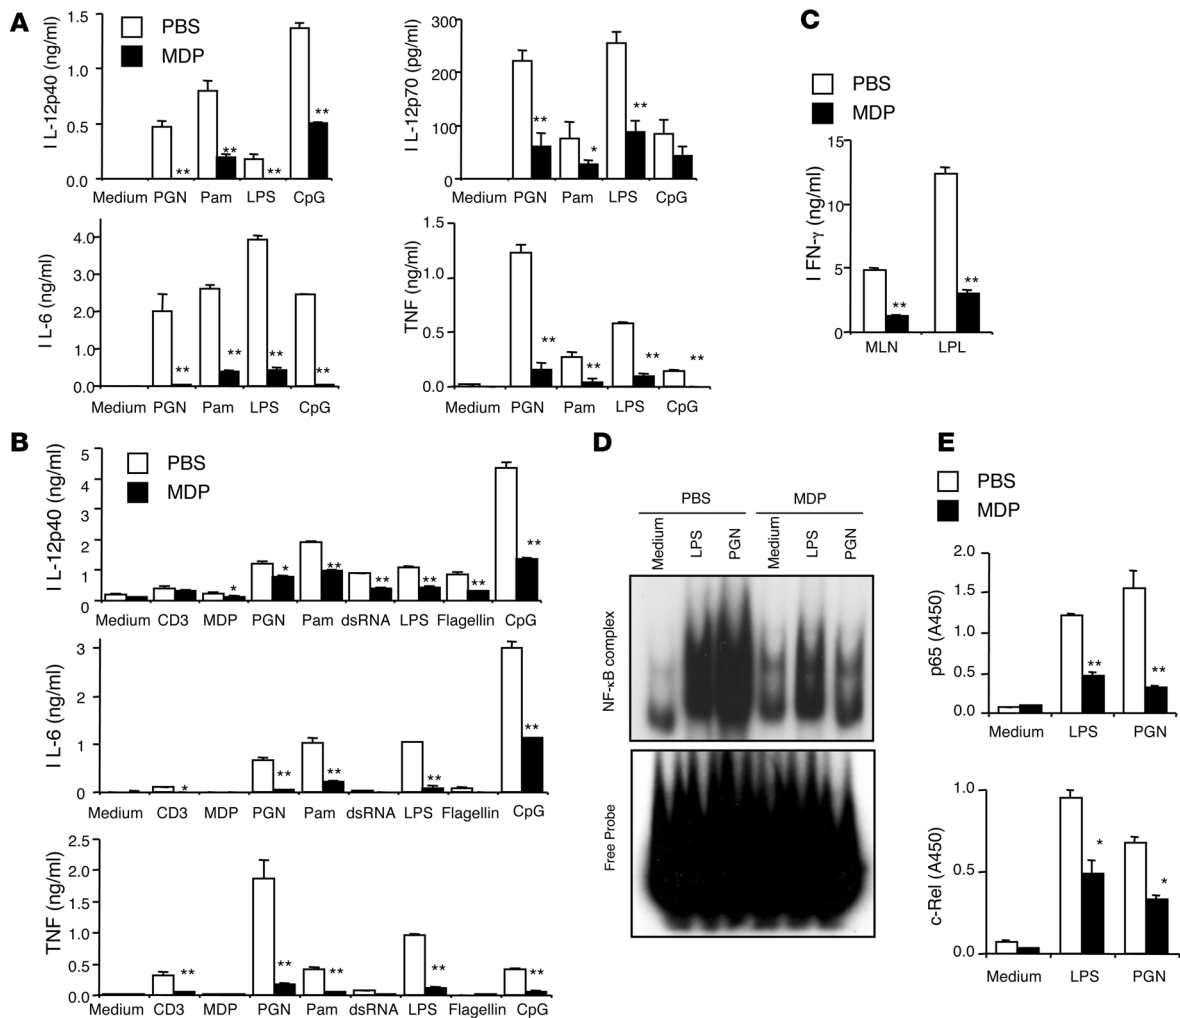 A
PBS
MDP
I L-12p40 (ng/ml)
1.5
1.0
0.5
0.0
**
**
**
**
Medium PGN Pam LPS CpG
I L-12p70 (pg/ml)
300
200
100
0
**
*
**
Medium PGN Pam LPS CpG
I L-6 (ng/ml)
4.0
3.0
2.0
1.0
0.0
**
**
**
**
Medium PGN Pam LPS CpG
TNF (ng/ml)
1.5
1.0
0.5
0.0
**
**
**
**
Medium PGN Pam LPS CpG
C
PBS
MDP
I FN-γ (ng/ml)
15
10
5
0
**
**
MLN LPL
B
PBS
MDP
I L-12p40 (ng/ml)
5
4
3
2
1
0
*
*
**
**
**
**
**
Medium CD3 MDP PGN Pam dsRNA LPS Flagellin CpG
I L-6 (ng/ml)
3
2
1
0
*
**
**
**
**
Medium CD3 MDP PGN Pam dsRNA LPS Flagellin CpG
TNF (ng/ml)
2.5
2.0
1.5
1.0
0.5
0.0
**
**
**
**
**
Medium CD3 MDP PGN Pam dsRNA LPS Flagellin CpG
D
PBS MDP
Medium LPS PGN Medium LPS PGN
NF-κB complex
Free Probe
E
PBS
MDP
p65 (A450)
2.0
1.5
1.0
0.5
0.0
**
**
Medium LPS PGN
c-Rel (A450)
1.0
0.5
0.0
*
*
Medium LPS PGN